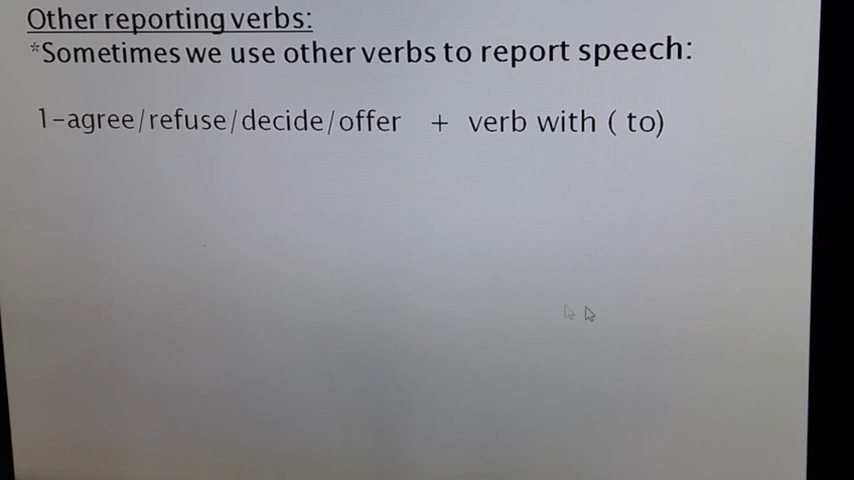 Other reporting verbs:
*Sometimes we use other verbs to report speech:
1-agree/refuse/decide/offer + verb with ( to)